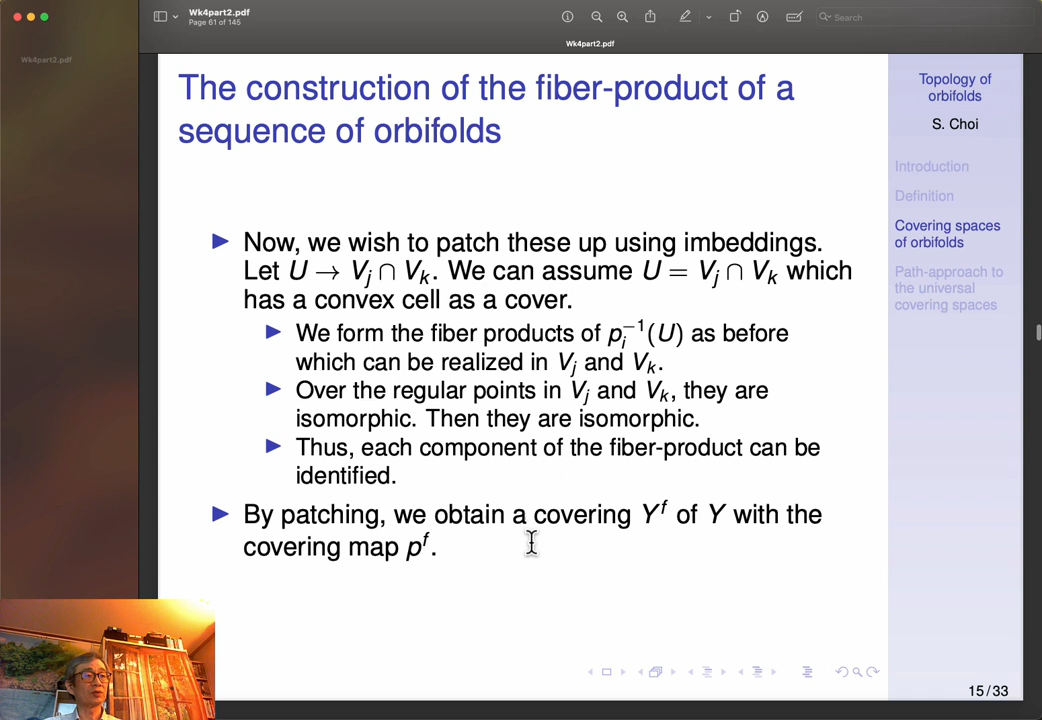 Wk4part2.pdf
Page 61 of 145
Search
Wk4part2.pdf
Wk4part2.pdf
The construction of the fiber-product of a
sequence of orbifolds
Now, we wish to patch these up using imbeddings.
Let U → V_j ∩ V_k. We can assume U = V_j ∩ V_k which
has a convex cell as a cover.
We form the fiber products of p_i^{-1}(U) as before
which can be realized in V_j and V_k.
Over the regular points in V_j and V_k, they are
isomorphic. Then they are isomorphic.
Thus, each component of the fiber-product can be
identified.
By patching, we obtain a covering Y^f of Y with the
covering map p^f.
Topology of
orbifolds
S. Choi
Introduction
Definition
Covering spaces
of orbifolds
Path-approach to
the universal
covering spaces
15/33